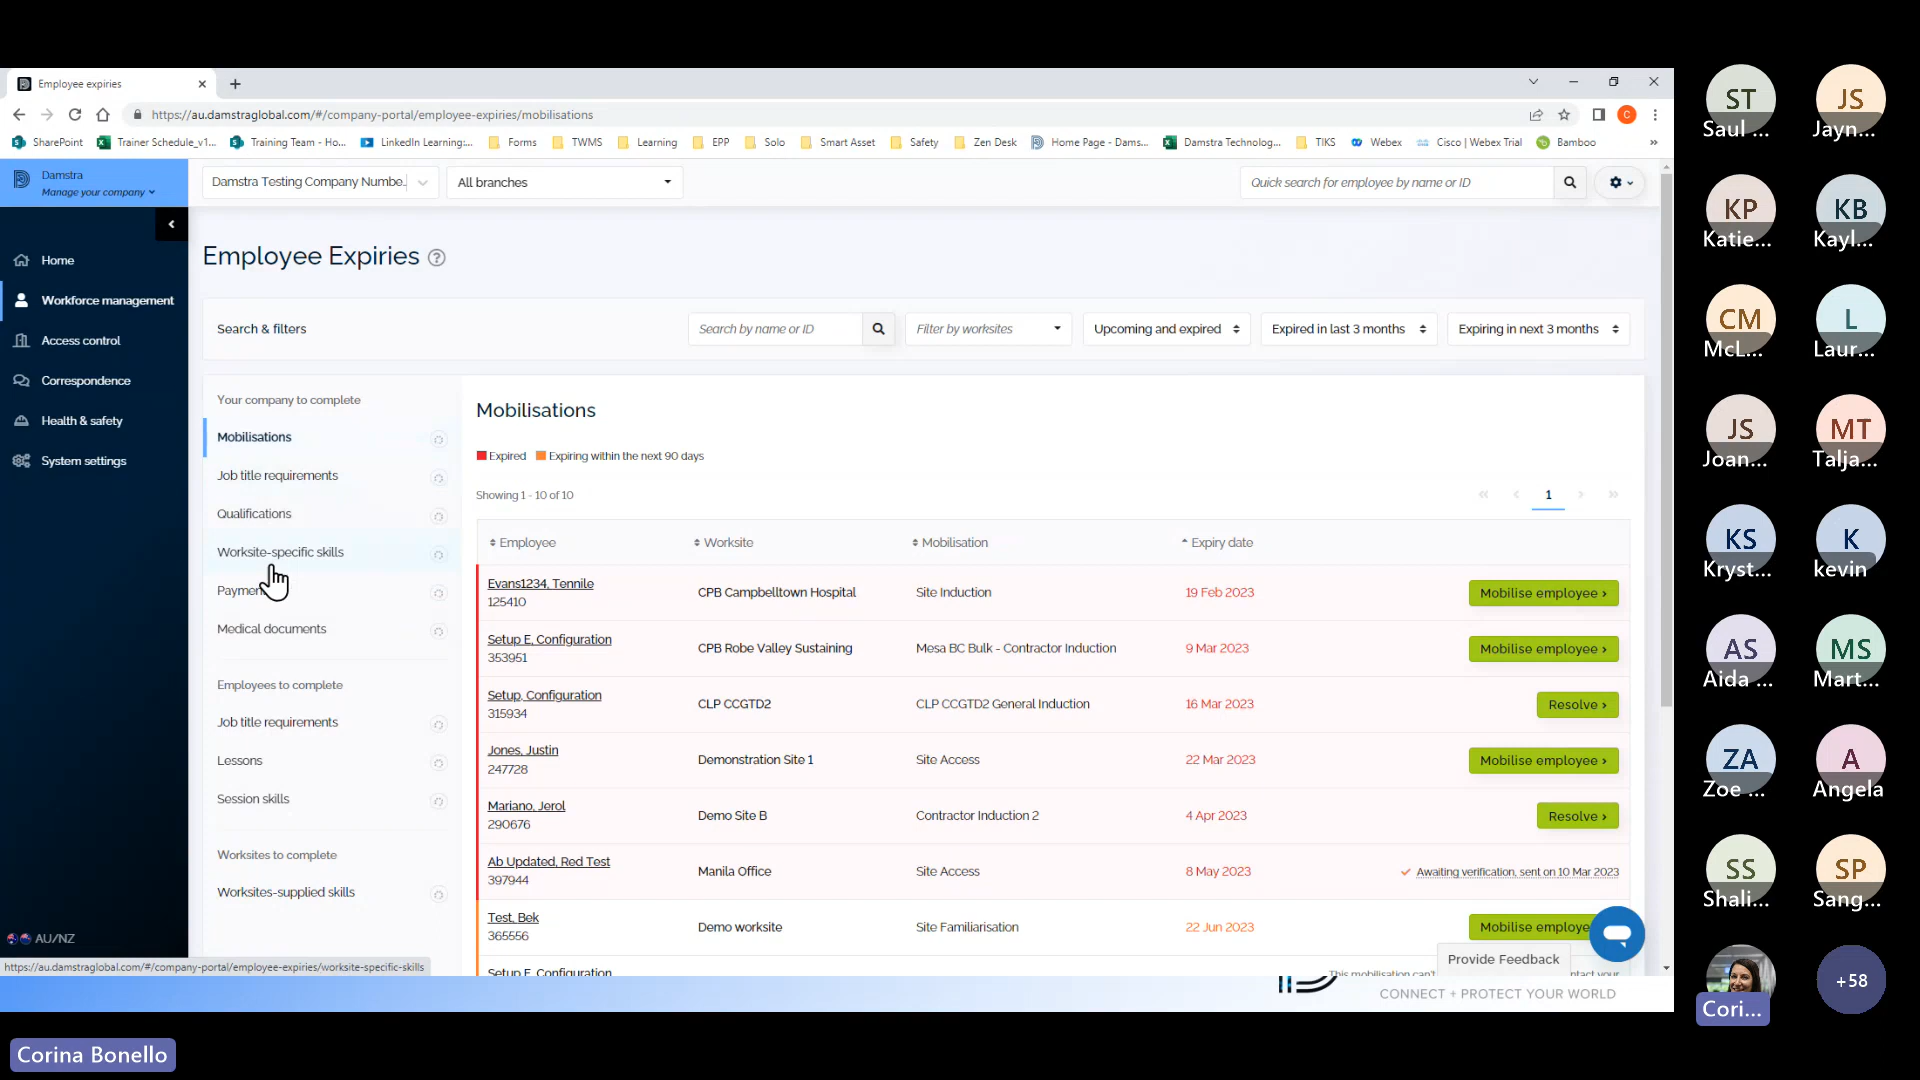 Employee expiries
https://au.damstraglobal.com/#/company-portal/employee-expiries/mobilisations
C
SharePoint
Trainer Schedule_v1...
Training Team - Ho...
LinkedIn Learning:...
Forms
TWMS
Learning
EPP
Solo
Smart Asset
Safety
Zen Desk
Home Page - Dams...
Damstra Technolog...
TIKS
Webex
Cisco | Webex Trial
Bamboo
»
Damstra
Manage your company
Damstra Testing Company Numbe..
All branches
Quick search for employee by name or ID
Home
Workforce management
Access control
Correspondence
Health & safety
System settings
AU/NZ
Employee Expiries
Search & filters
Search by name or ID
Filter by worksites
Upcoming and expired
Expired in last 3 months
Expiring in next 3 months
Your company to complete
Mobilisations
Job title requirements
Qualifications
Worksite-specific skills
Paymen
Medical documents
Employees to complete
Job title requirements
Lessons
Session skills
Worksites to complete
Worksites-supplied skills
Mobilisations
Expired
Expiring within the next 90 days
Showing 1 - 10 of 10
« ‹ 1 › »
Employee Worksite Mobilisation Expiry date
Evans1234, Tennile
125410
CPB Campbelltown Hospital
Site Induction
19 Feb 2023
Mobilise employee ›
Setup E, Configuration
353951
CPB Robe Valley Sustaining
Mesa BC Bulk - Contractor Induction
9 Mar 2023
Mobilise employee ›
Setup, Configuration
315934
CLP CCGTD2
CLP CCGTD2 General Induction
16 Mar 2023
Resolve ›
Jones, Justin
247728
Demonstration Site 1
Site Access
22 Mar 2023
Mobilise employee ›
Mariano, Jerol
290676
Demo Site B
Contractor Induction 2
4 Apr 2023
Resolve ›
Ab Updated, Red Test
397944
Manila Office
Site Access
8 May 2023
Awaiting verification, sent on 10 Mar 2023
Test, Bek
365556
Demo worksite
Site Familiarisation
22 Jun 2023
Mobilise employe
Setup E, Configuration
This mobilisation can't
ntact your
Provide Feedback
https://au.damstraglobal.com/#/company-portal/employee-expiries/worksite-specific-skills
CONNECT + PROTECT YOUR WORLD
Corina Bonello
ST
Saul ...
JS
Jayn...
KP
Katie...
KB
Kayl...
CM
McL...
L
Laur...
JS
Joan...
MT
Talja...
KS
Kryst...
K
kevin
AS
Aida ...
MS
Mart...
ZA
Zoe ...
A
Angela
SS
Shali...
SP
Sang...
Cori...
+58